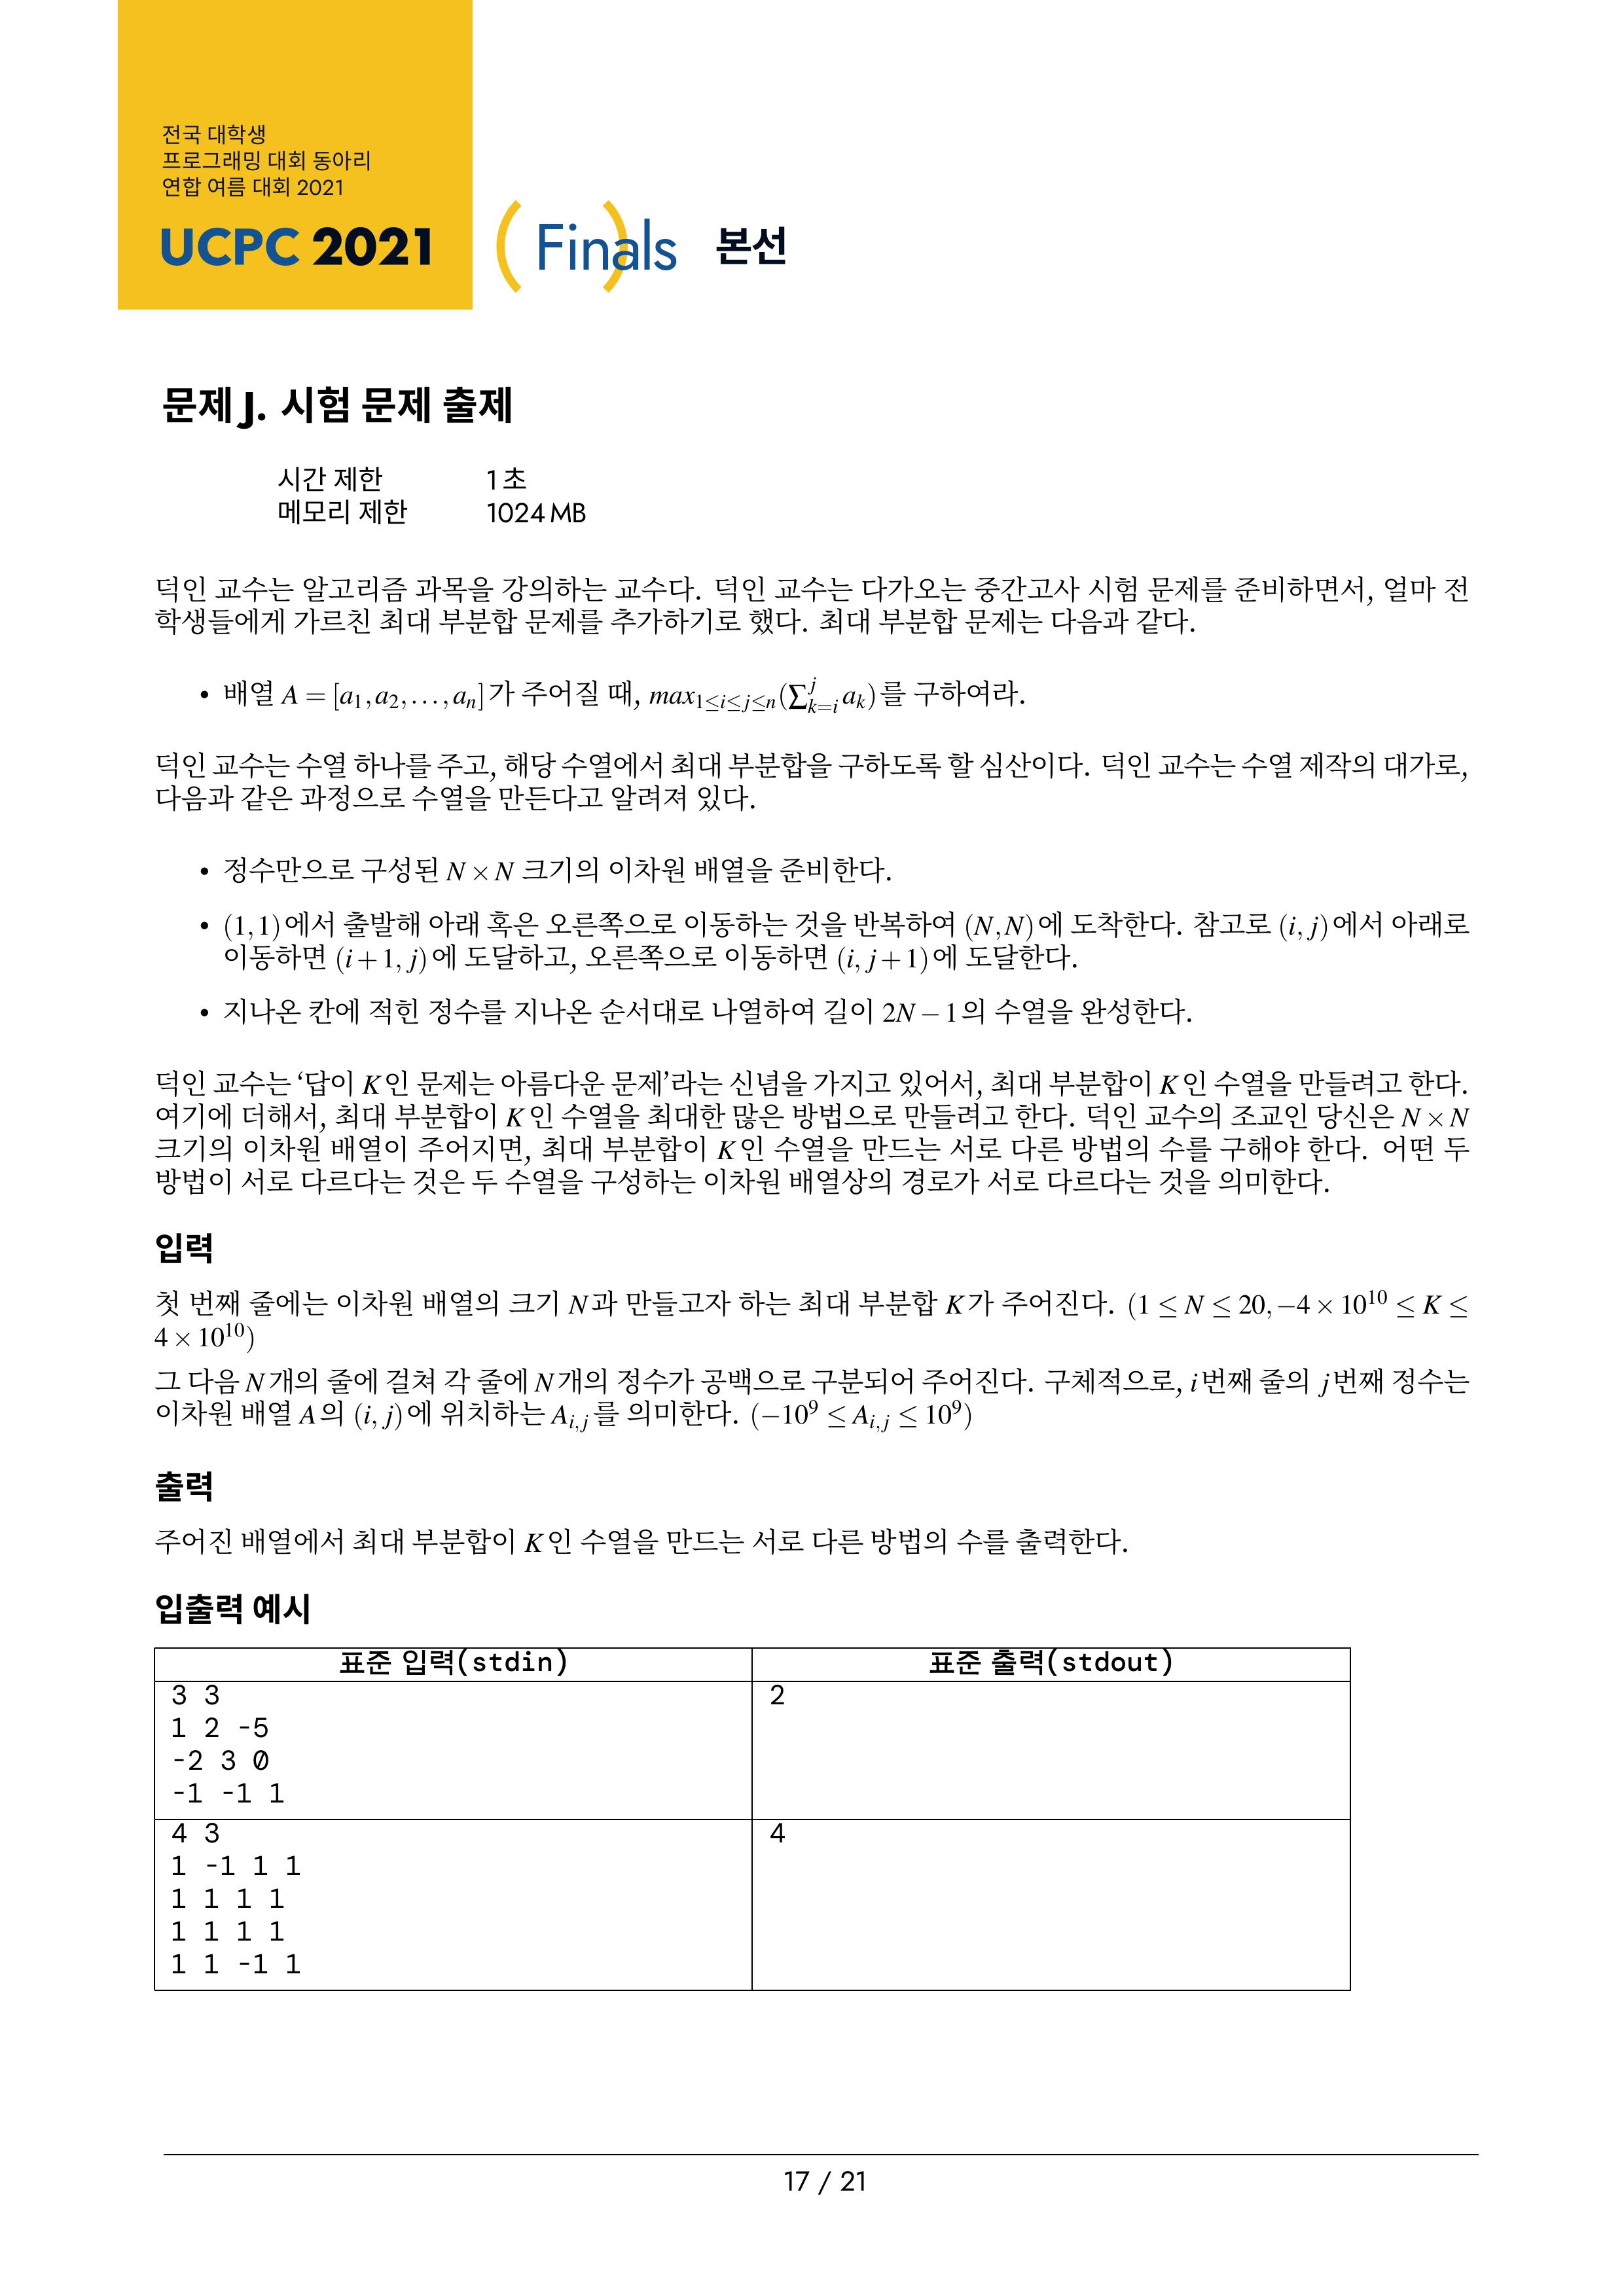 전국 대학생
프로그래밍 대회 동아리
연합 여름 대회 2021
UCPC 2021 (Finals) 본선
문제 J. 시험 문제 출제
시간 제한 1 초
메모리 제한 1024 MB
덕인 교수는 알고리즘 과목을 강의하는 교수다. 덕인 교수는 다가오는 중간고사 시험 문제를 준비하면서, 얼마 전
학생들에게 가르친 최대 부분합 문제를 추가하기로 했다. 최대 부분합 문제는 다음과 같다.
• 배열 A = [a₁,a₂,...,aₙ]가 주어질 때, max_{1≤i≤j≤n}(∑_{k=i}^{j} a_k)를 구하여라.
덕인 교수는 수열 하나를 주고, 해당 수열에서 최대 부분합을 구하도록 할 심산이다. 덕인 교수는 수열 제작의 대가로,
다음과 같은 과정으로 수열을 만든다고 알려져 있다.
• 정수만으로 구성된 N × N 크기의 이차원 배열을 준비한다.
• (1,1)에서 출발해 아래 혹은 오른쪽으로 이동하는 것을 반복하여 (N,N)에 도착한다. 참고로 (i, j)에서 아래로
이동하면 (i+1, j)에 도달하고, 오른쪽으로 이동하면 (i, j+1)에 도달한다.
• 지나온 칸에 적힌 정수를 지나온 순서대로 나열하여 길이 2N − 1의 수열을 완성한다.
덕인 교수는 ‘답이 K인 문제는 아름다운 문제’라는 신념을 가지고 있어서, 최대 부분합이 K인 수열을 만들려고 한다.
여기에 더해서, 최대 부분합이 K인 수열을 최대한 많은 방법으로 만들려고 한다. 덕인 교수의 조교인 당신은 N × N
크기의 이차원 배열이 주어지면, 최대 부분합이 K인 수열을 만드는 서로 다른 방법의 수를 구해야 한다. 어떤 두
방법이 서로 다르다는 것은 두 수열을 구성하는 이차원 배열상의 경로가 서로 다르다는 것을 의미한다.
입력
첫 번째 줄에는 이차원 배열의 크기 N과 만들고자 하는 최대 부분합 K가 주어진다. (1 ≤ N ≤ 20, −4 × 10¹⁰ ≤ K ≤
4 × 10¹⁰)
그 다음 N개의 줄에 걸쳐 각 줄에 N개의 정수가 공백으로 구분되어 주어진다. 구체적으로, i번째 줄의 j번째 정수는
이차원 배열 A의 (i, j)에 위치하는 A_{i,j}를 의미한다. (−10⁹ ≤ A_{i,j} ≤ 10⁹)
출력
주어진 배열에서 최대 부분합이 K인 수열을 만드는 서로 다른 방법의 수를 출력한다.
입출력 예시
표준 입력(stdin) 표준 출력(stdout)
3 3 2
1 2 -5
-2 3 0
-1 -1 1
4 3 4
1 -1 1 1
1 1 1 1
1 1 1 1
1 1 -1 1
17 / 21